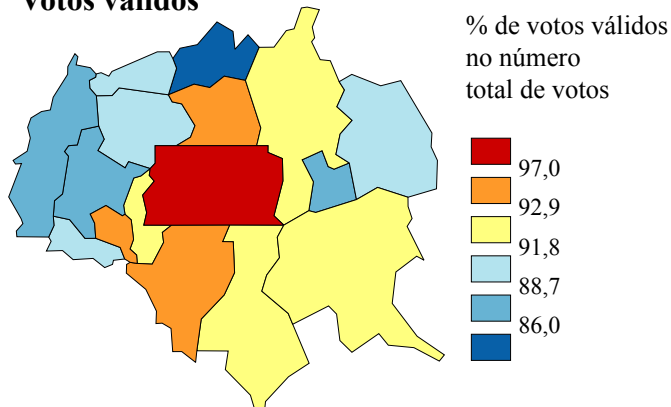 Votos válidos
% de votos válidos
no número
total de votos
97,0
92,9
91,8
88,7
86,0